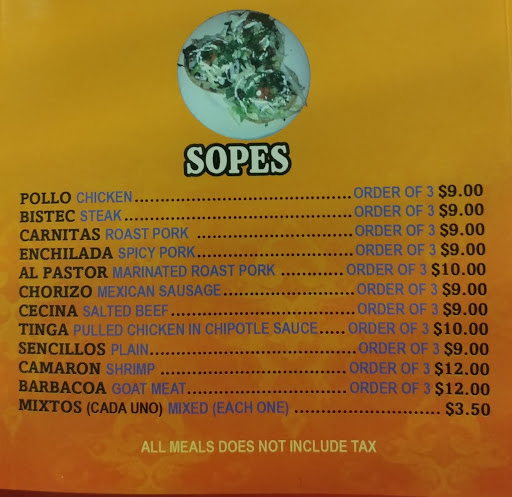 SOPES
POLLO CHICKEN.......................................ORDER OF 3 $9.00
BISTEC STEAK.........................................ORDER OF 3 $9.00
CARNITAS ROAST PORK ............................ORDER OF 3 $9.00
ENCHILADA SPICY PORK...........................ORDER OF 3 $9.00
AL PASTOR MARINATED ROAST PORK ...........ORDER OF 3 $10.00
CHORIZO MEXICAN SAUSAGE.......................ORDER OF 3 $9.00
CECINA SALTED BEEF................................ORDER OF 3 $9.00
TINGA PULLED CHICKEN IN CHIPOTLE SAUCE.....ORDER OF 3 $10.00
SENCILLOS PLAIN.....................................ORDER OF 3 $9.00
CAMARON SHRIMP...................................ORDER OF 3 $12.00
BARBACOA GOAT MEAT.............................ORDER OF 3 $12.00
MIXTOS (CADA UNO) MIXED (EACH ONE) .......................... $3.50
ALL MEALS DOES NOT INCLUDE TAX